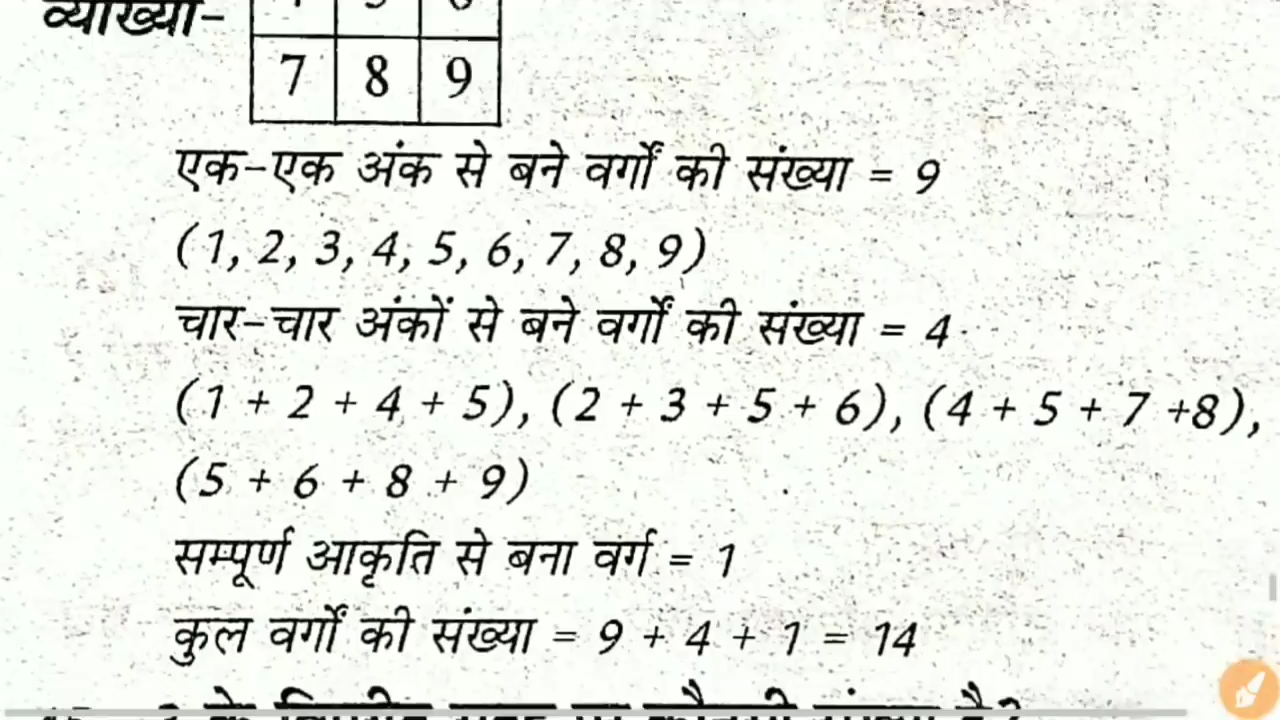 व्याख्या–
7 8 9
एक-एक अंक से बने वर्गों की संख्या = 9
(1, 2, 3, 4, 5, 6, 7, 8, 9)
चार-चार अंकों से बने वर्गों की संख्या = 4
(1 + 2 + 4 + 5), (2 + 3 + 5 + 6), (4 + 5 + 7 +8),
(5 + 6 + 8 + 9)
सम्पूर्ण आकृति से बना वर्ग = 1
कुल वर्गों की संख्या = 9 + 4 + 1 = 14